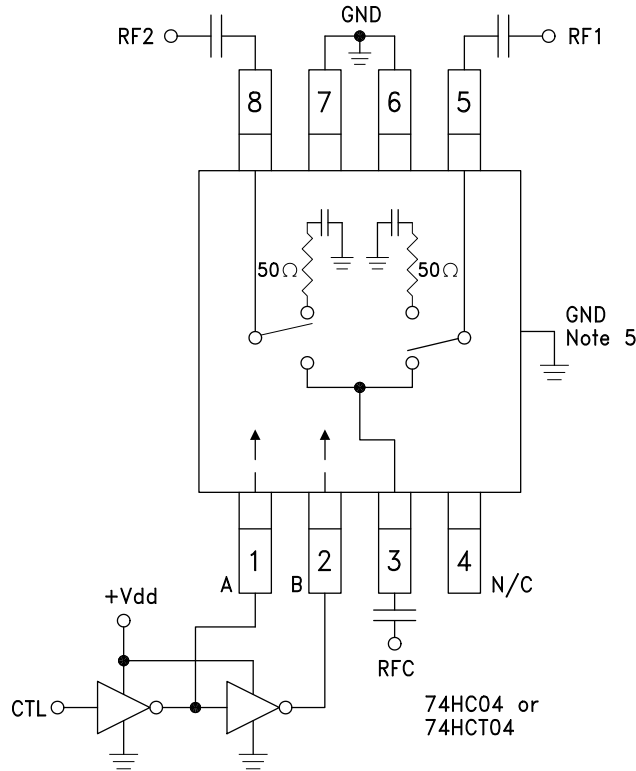 GND
RF2
RF1
8
7
6
5
50Ω
50Ω
GND
Note 5
1
2
3
4
A
B
N/C
+Vdd
RFC
CTL
74HC04 or
74HCT04